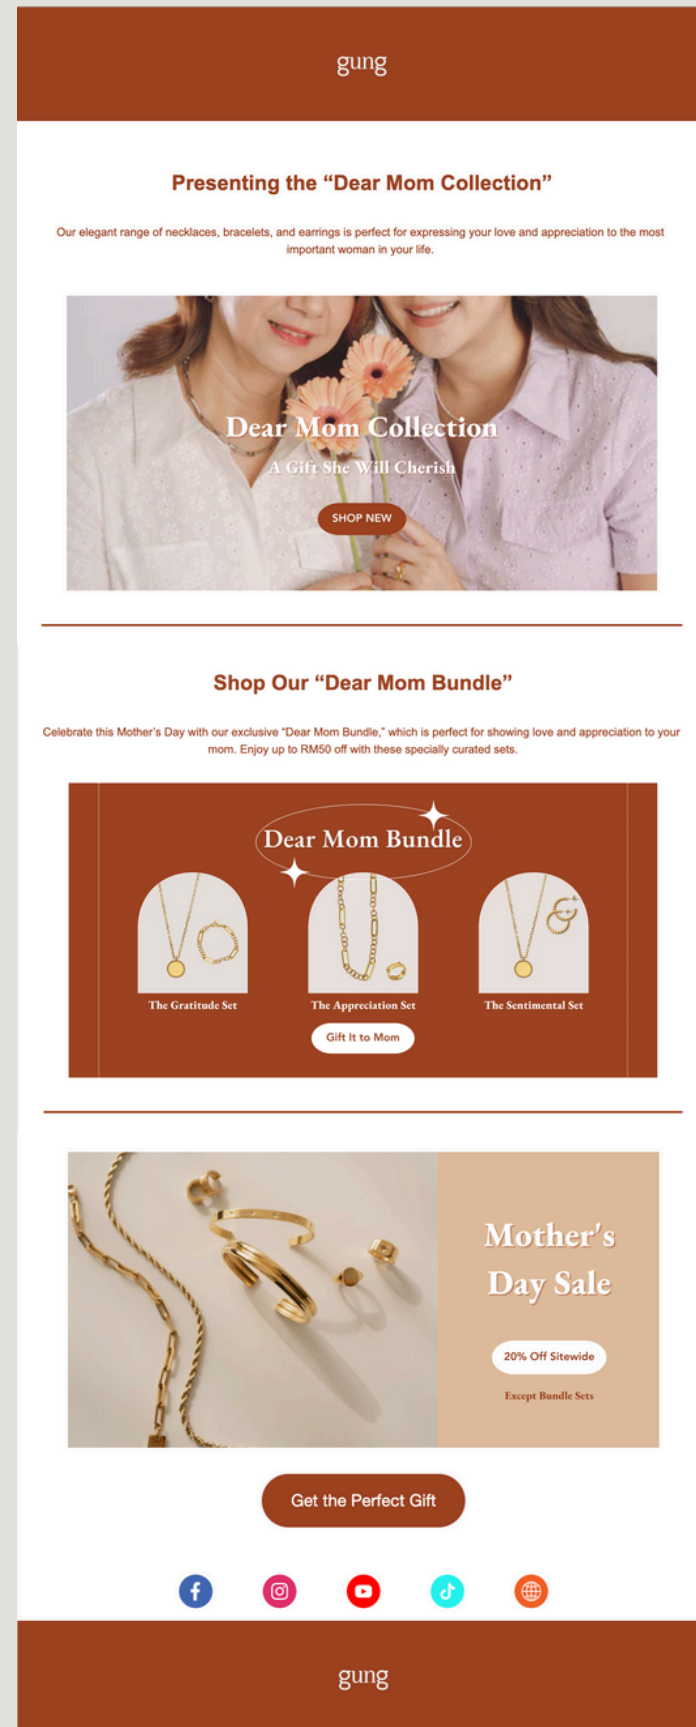 gung
Presenting the “Dear Mom Collection”
Our elegant range of necklaces, bracelets, and earrings is perfect for expressing your love and appreciation to the most
important woman in your life.
Dear Mom Collection
A Gift She Will Cherish
SHOP NEW
Shop Our “Dear Mom Bundle”
Celebrate this Mother’s Day with our exclusive “Dear Mom Bundle,” which is perfect for showing love and appreciation to your
mom. Enjoy up to RM50 off with these specially curated sets.
Dear Mom Bundle
The Gratitude Set
The Appreciation Set
The Sentimental Set
Gift It to Mom
Mother's
Day Sale
20% Off Sitewide
Except Bundle Sets
Get the Perfect Gift
gung